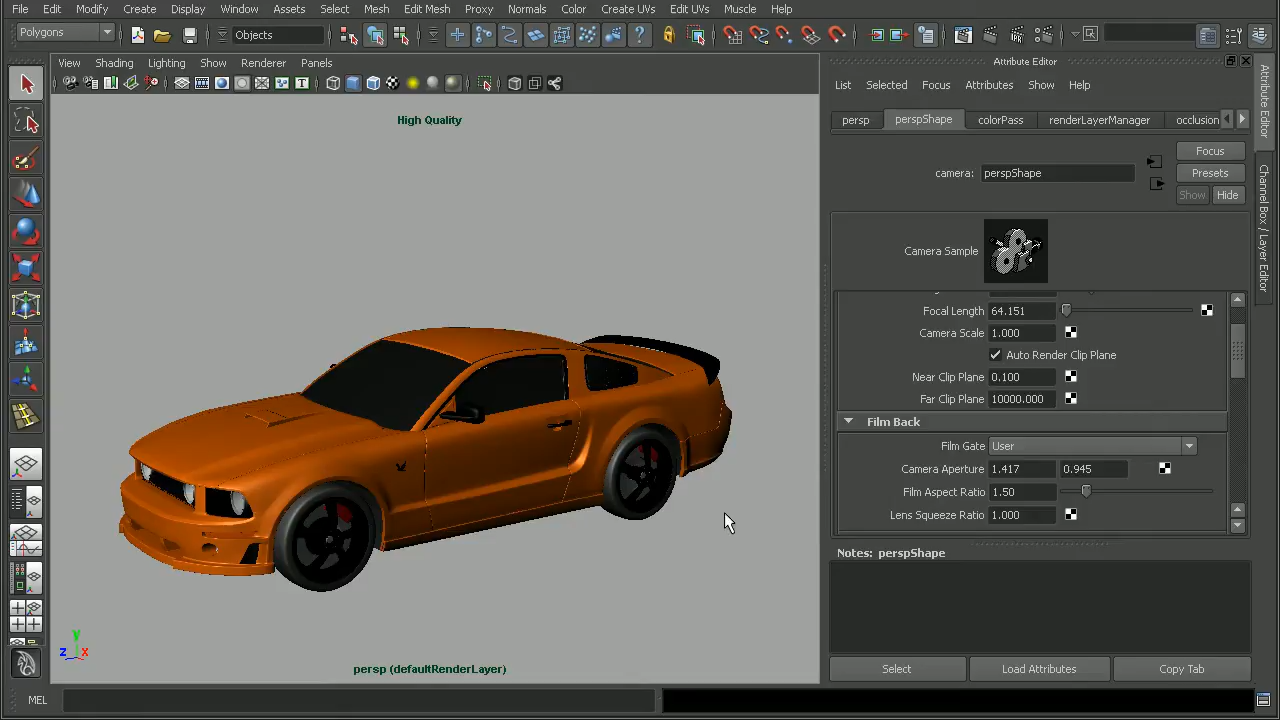 File Edit Modify Create Display Window Assets Select Mesh Edit Mesh Proxy Normals Color Create UVs Edit UVs Muscle Help
Polygons Objects
View Shading Lighting Show Renderer Panels
T
High Quality
z y x
persp (defaultRenderLayer)
MEL
Attribute Editor
List Selected Focus Attributes Show Help
persp perspShape colorPass renderLayerManager occlusion
camera: perspShape
Focus
Presets
Show Hide
Camera Sample
Focal Length 64.151
Camera Scale 1.000
Auto Render Clip Plane
Near Clip Plane 0.100
Far Clip Plane 10000.000
Film Back
Film Gate User
Camera Aperture 1.417 0.945
Film Aspect Ratio 1.50
Lens Squeeze Ratio 1.000
Notes: perspShape
Select Load Attributes Copy Tab
Attribute Editor
Channel Box / Layer Editor